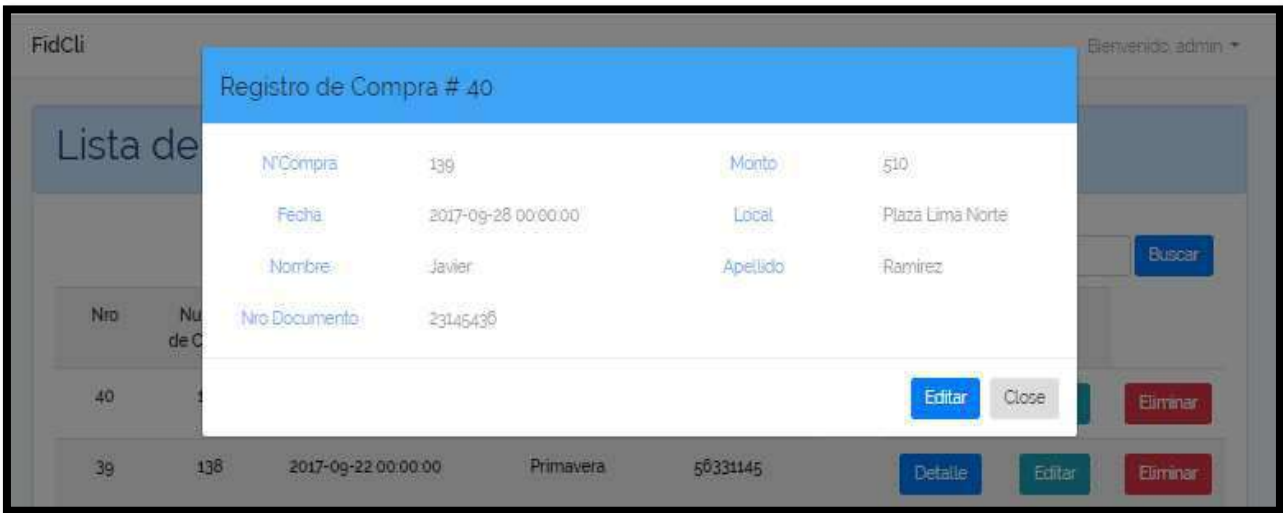 FidCli
Bienvenido, admin
Registro de Compra # 40
Lista de
N°Compra 139 Monto 510
Fecha 2017-09-28 00:00:00 Local Plaza Lima Norte
Buscar
Nombre Javier Apellido Ramirez
Nro Nu
de C
Nro Documento 23145436
Editar Close
40 Eliminar
39 138 2017-09-22 00:00:00 Primavera 56331145 Detalle Editar Eliminar